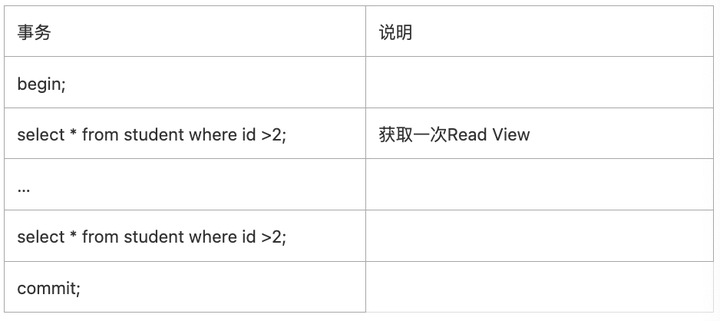 事务 说明
begin;
select * from student where id >2; 获取一次Read View
...
select * from student where id >2;
commit;